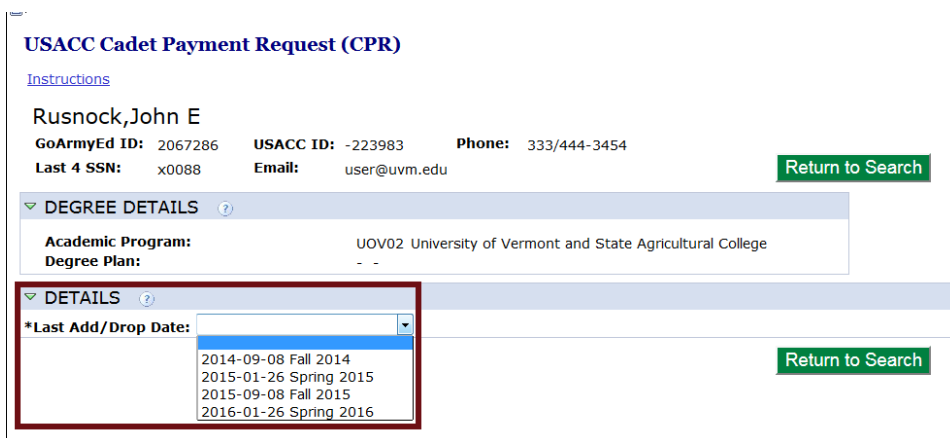 USACC Cadet Payment Request (CPR)
Instructions
Rusnock,John E
GoArmyEd ID: 2067286 USACC ID: -223983 Phone: 333/444-3454
Last 4 SSN: x0088 Email: user@uvm.edu
Return to Search
DEGREE DETAILS ?
Academic Program: UOV02 University of Vermont and State Agricultural College
Degree Plan: - -
DETAILS ?
*Last Add/Drop Date:
2014-09-08 Fall 2014
2015-01-26 Spring 2015
2015-09-08 Fall 2015
2016-01-26 Spring 2016
Return to Search